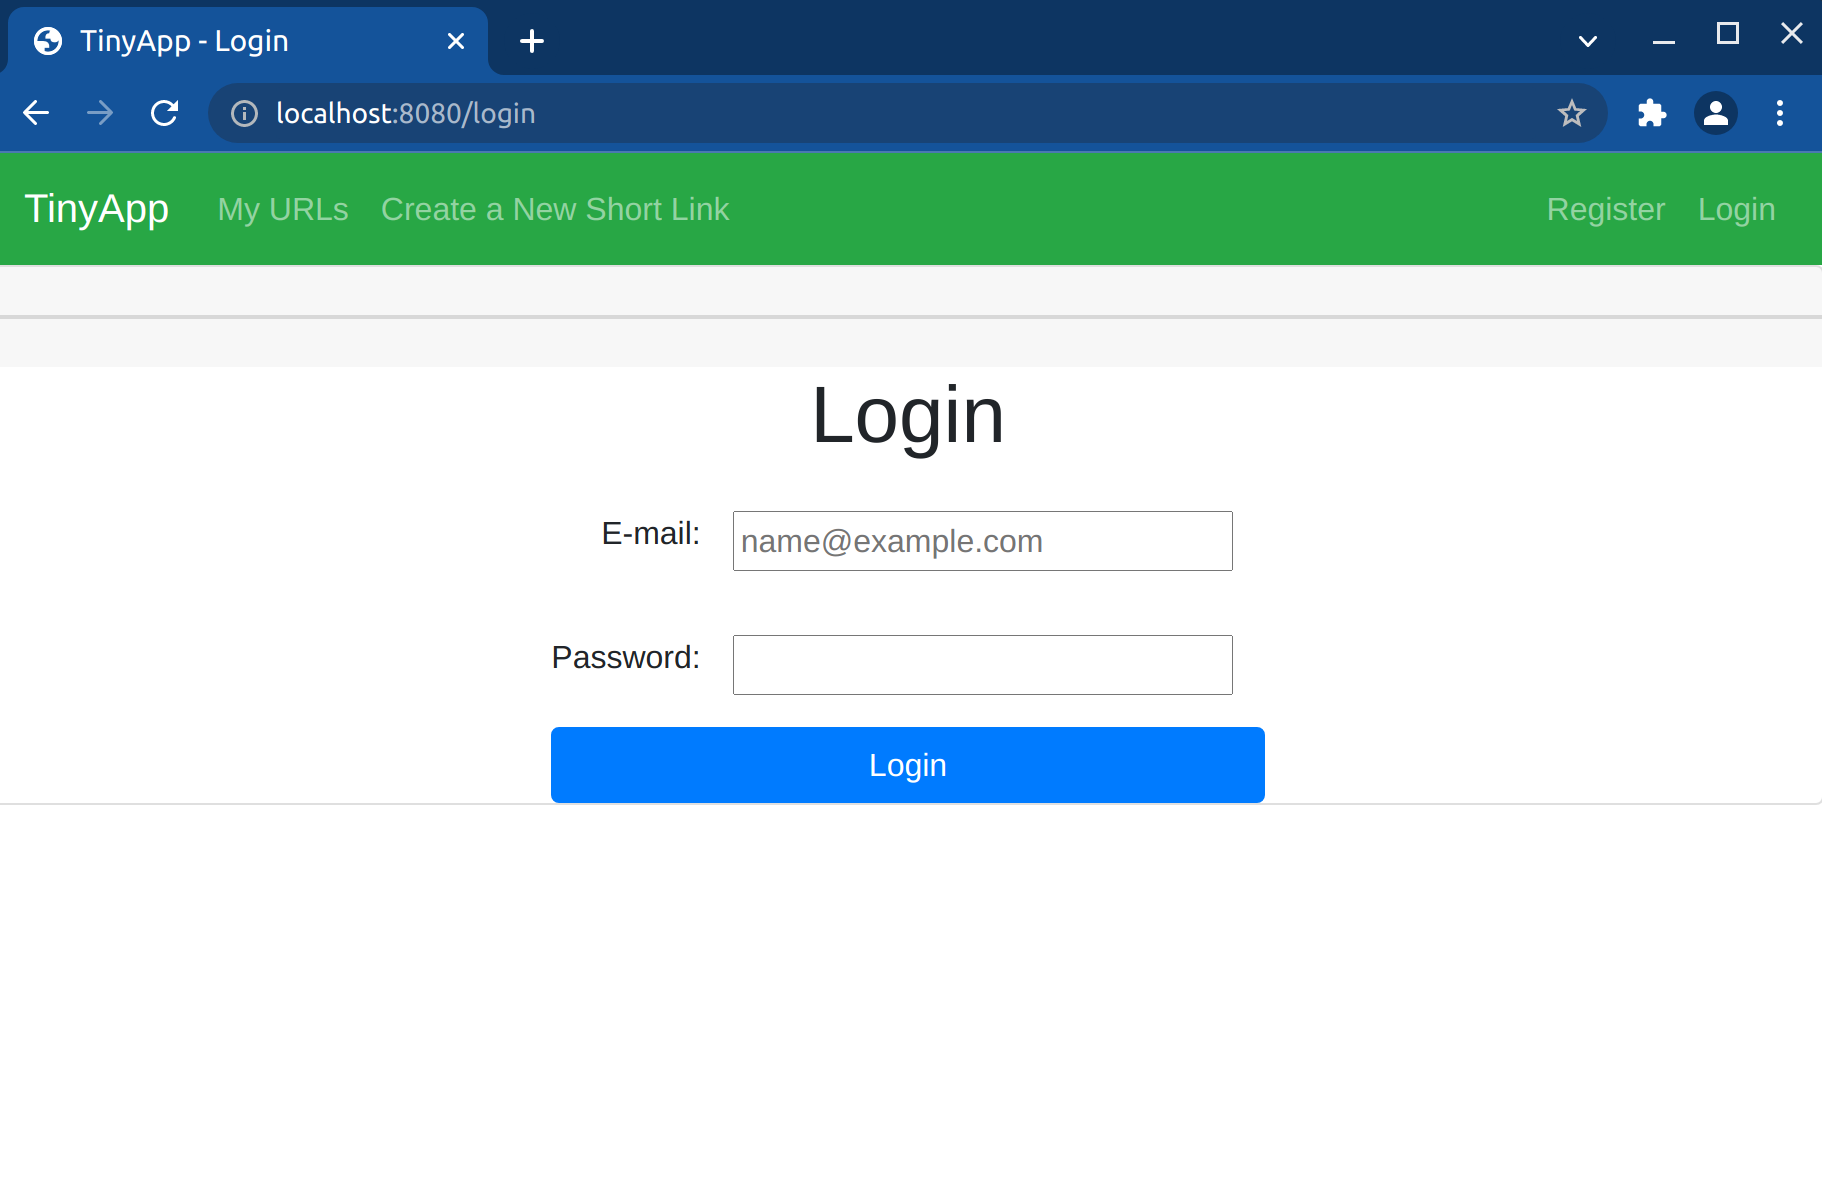 TinyApp - Login
localhost:8080/login
TinyApp My URLs Create a New Short Link Register Login
Login
E-mail: name@example.com
Password:
Login